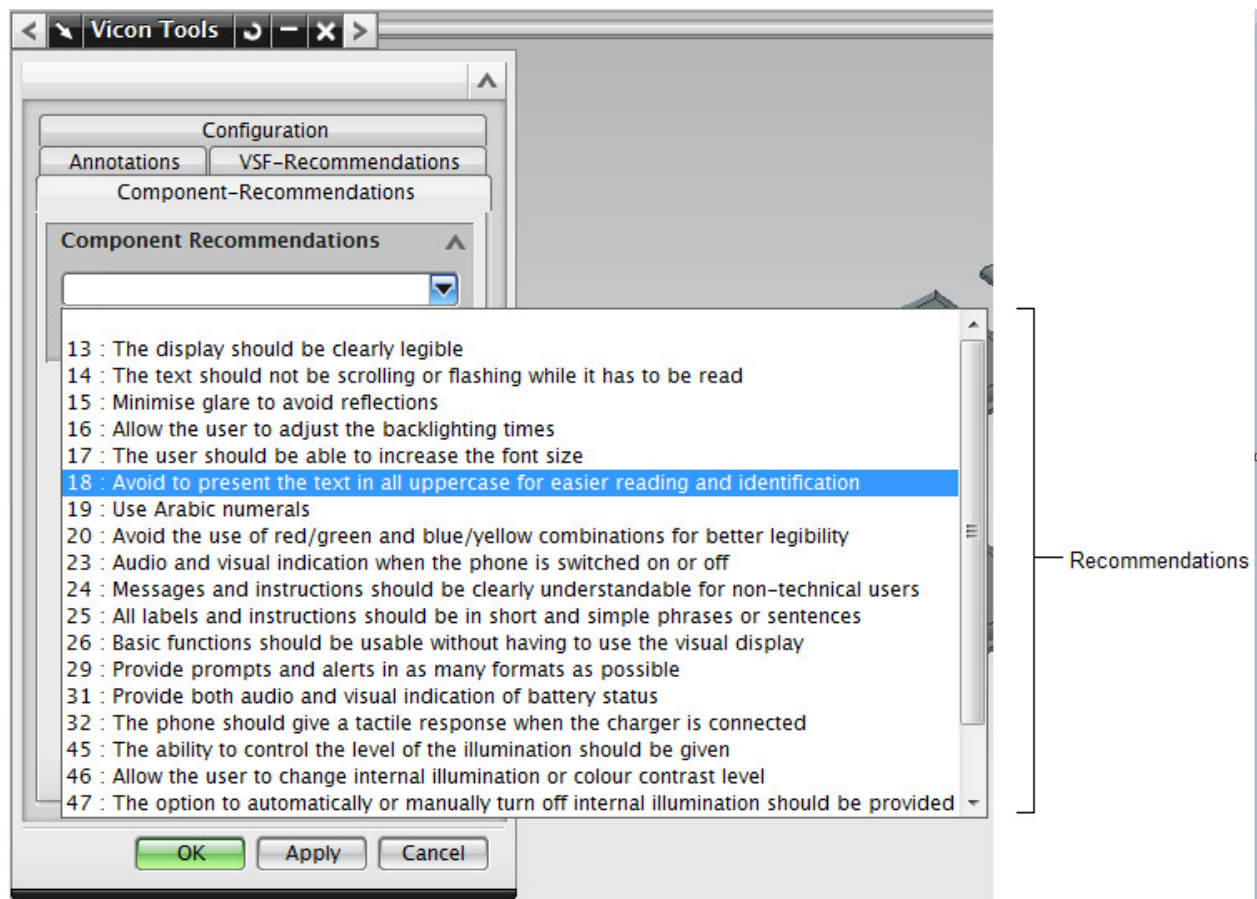 Vicon Tools
Configuration
Annotations VSF-Recommendations
Component-Recommendations
Component Recommendations
13 : The display should be clearly legible
14 : The text should not be scrolling or flashing while it has to be read
15 : Minimise glare to avoid reflections
16 : Allow the user to adjust the backlighting times
17 : The user should be able to increase the font size
18 : Avoid to present the text in all uppercase for easier reading and identification
19 : Use Arabic numerals
20 : Avoid the use of red/green and blue/yellow combinations for better legibility
23 : Audio and visual indication when the phone is switched on or off
24 : Messages and instructions should be clearly understandable for non-technical users
25 : All labels and instructions should be in short and simple phrases or sentences
26 : Basic functions should be usable without having to use the visual display
29 : Provide prompts and alerts in as many formats as possible
31 : Provide both audio and visual indication of battery status
32 : The phone should give a tactile response when the charger is connected
45 : The ability to control the level of the illumination should be given
46 : Allow the user to change internal illumination or colour contrast level
47 : The option to automatically or manually turn off internal illumination should be provided
Recommendations
OK Apply Cancel